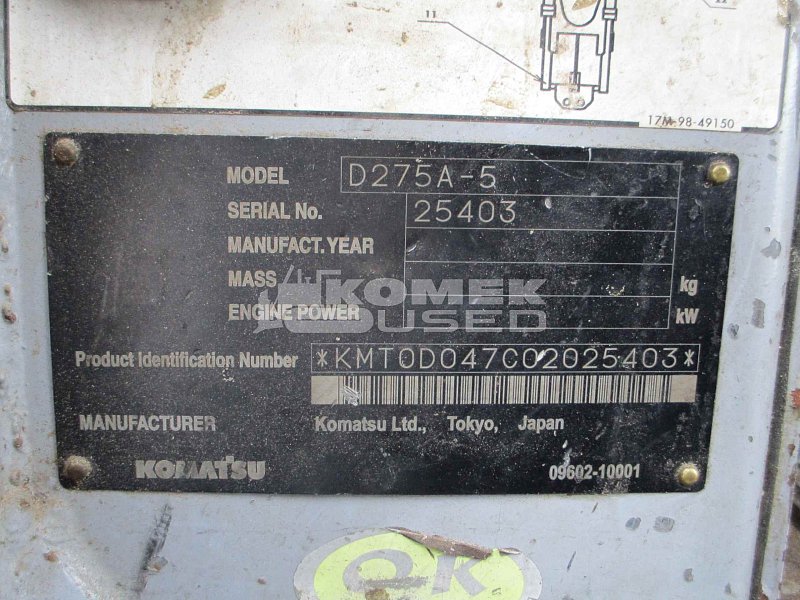 11
17M-98-49150
MODEL D275A-5
SERIAL No. 25403
MANUFACT. YEAR
MASS kg
ENGINE POWER kW
KOMEK
USED
Product Identification Number *KMT0D047C02025403*
MANUFACTURER Komatsu Ltd., Tokyo, Japan
KOMATSU 09602-10001
OK